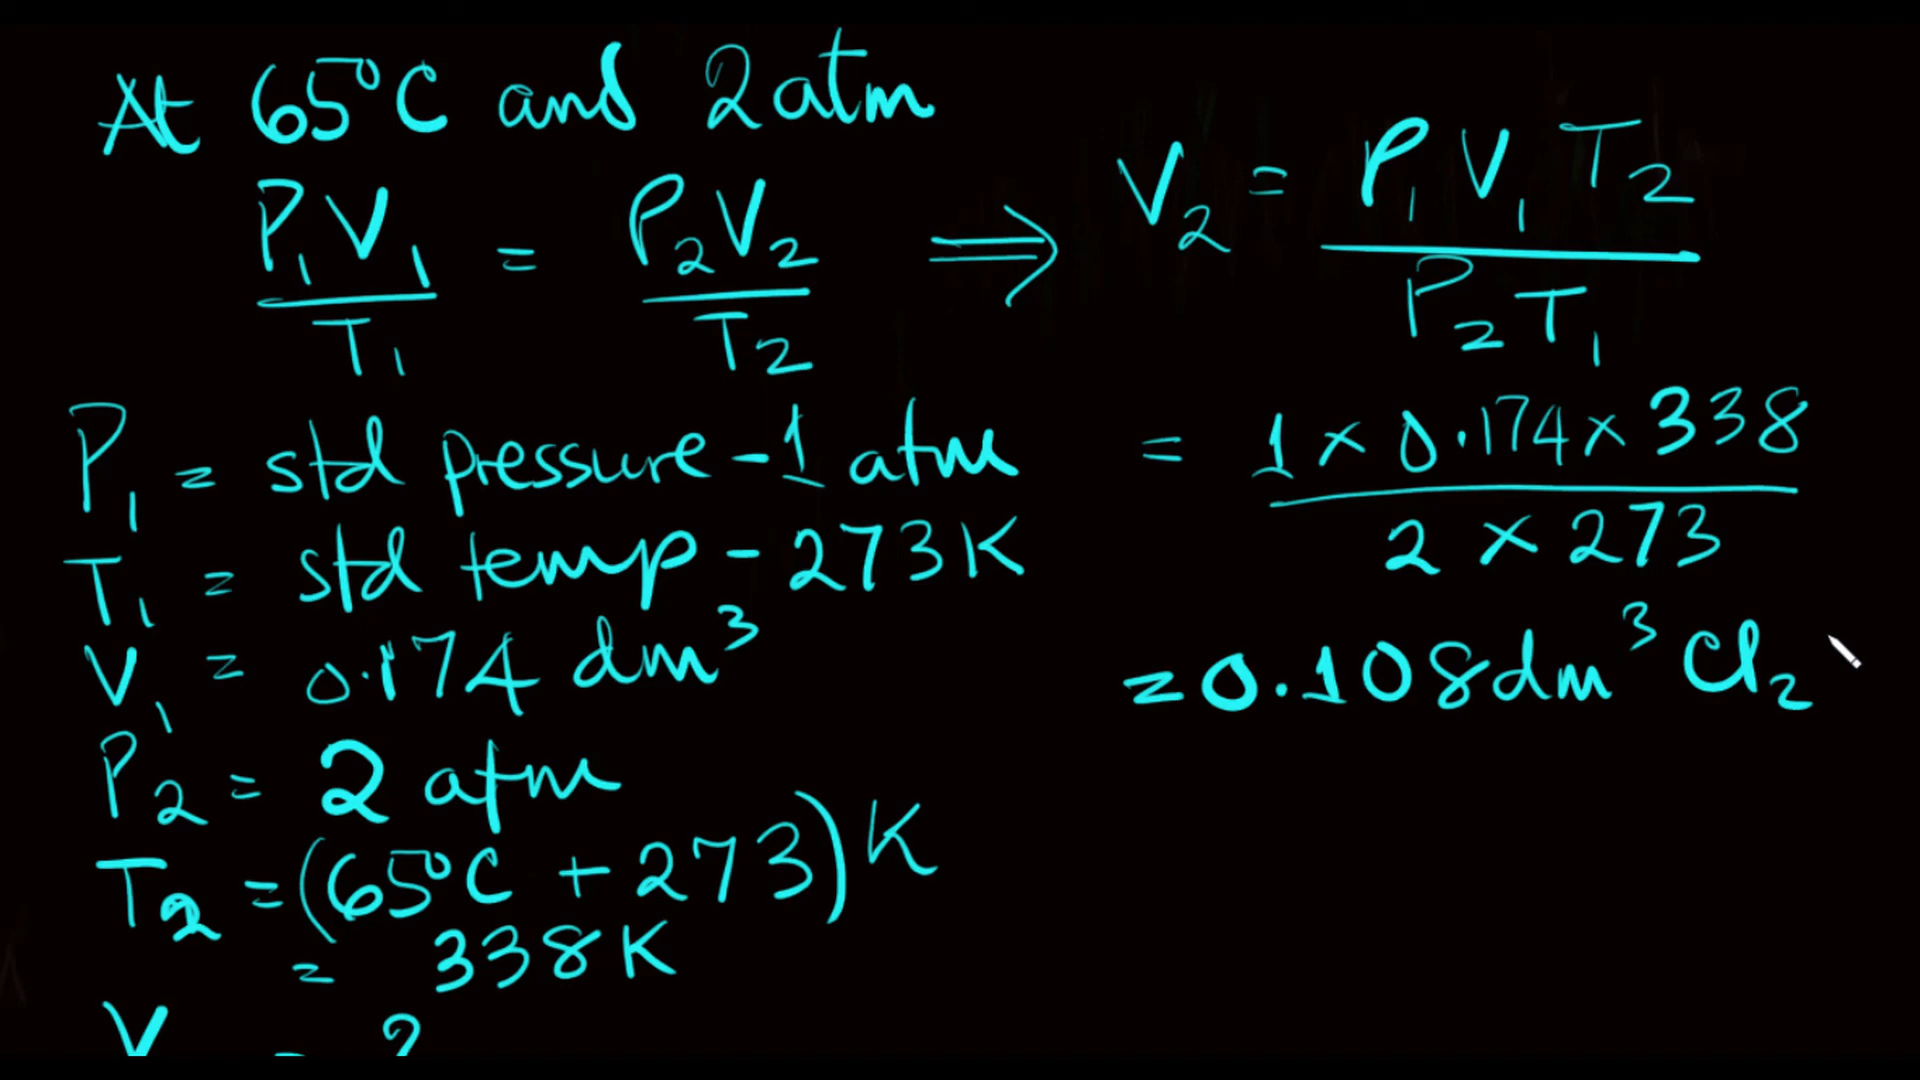 At 65°C and 2atm
P₁V₁/T₁ = P₂V₂/T₂ ⟹ V₂ = P₁V₁T₂/P₂T₁
P₁ = std pressure - 1 atm
T₁ = std temp - 273K
V₁ = 0.174 dm³
P₂ = 2 atm
T₂ = (65°C + 273)K
= 338K
V = ?
= 1 × 0.174 × 338/2 × 273
= 0.108dm³ Cl₂